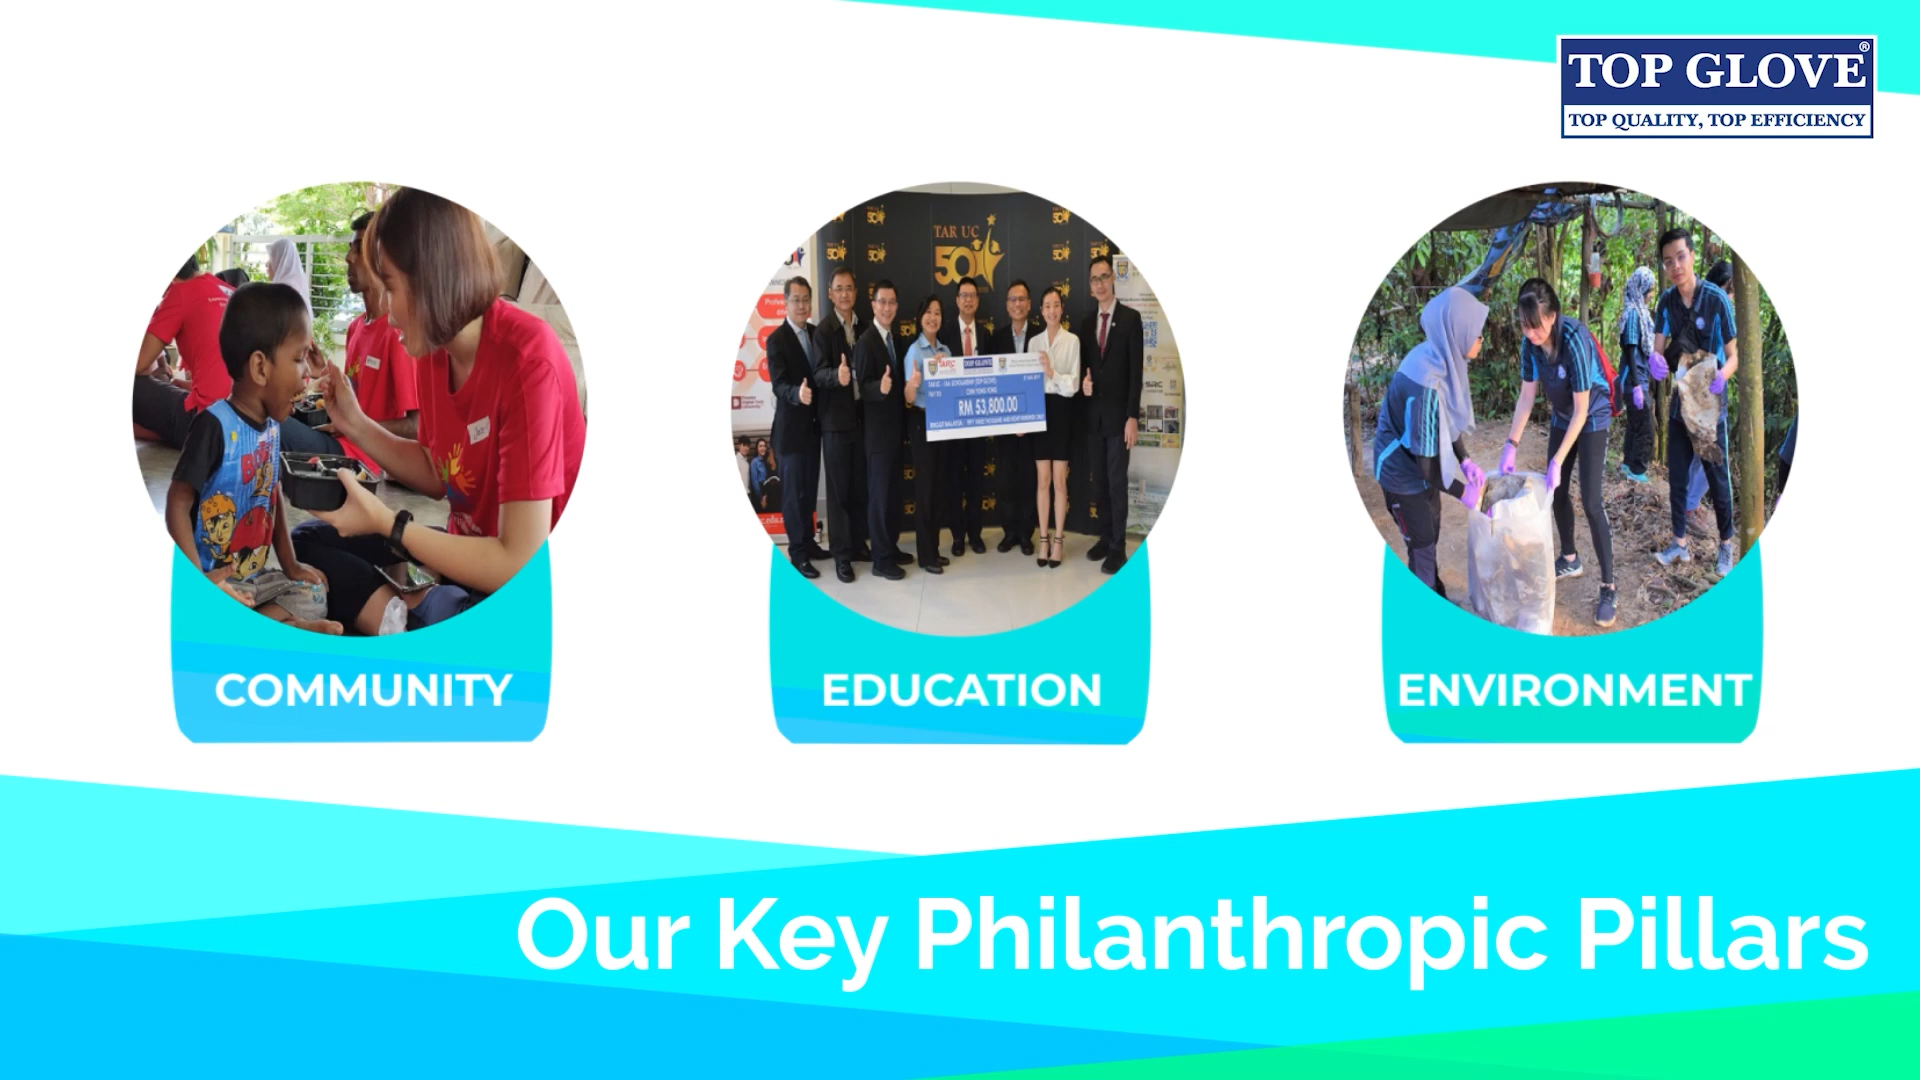 TOP GLOVE®
TOP QUALITY, TOP EFFICIENCY
TAR UC
50
RM 53,800.00
COMMUNITY
EDUCATION
ENVIRONMENT
Our Key Philanthropic Pillars